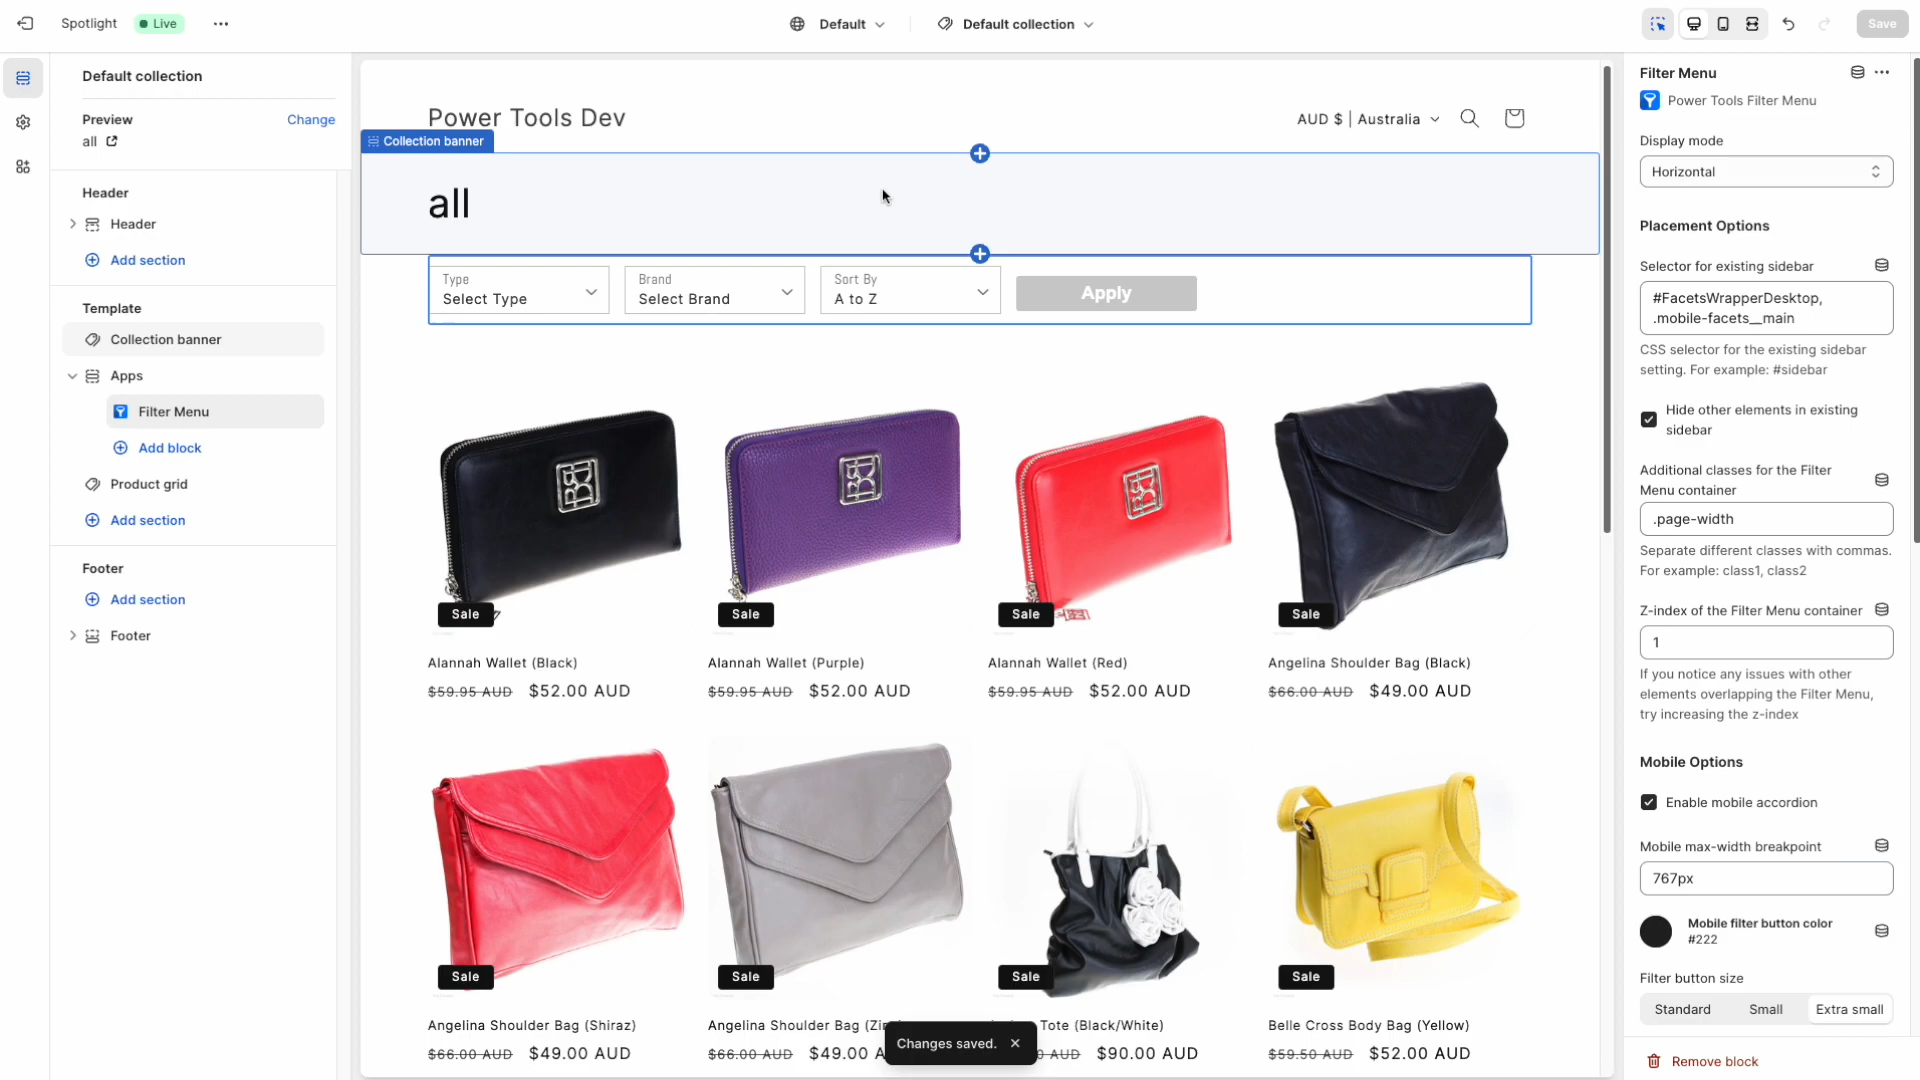 Spotlight
Live
Default
Default collection
Save
Default collection
Preview
Change
all
Header
Header
Add section
Template
Collection banner
Apps
Filter Menu
Add block
Product grid
Add section
Footer
Add section
Footer
Power Tools Dev
AUD $ | Australia
Collection banner
all
Type
Select Type
Brand
Select Brand
Sort By
A to Z
Apply
Sale
Sale
Sale
Sale
Alannah Wallet (Black)
Alannah Wallet (Purple)
Alannah Wallet (Red)
Angelina Shoulder Bag (Black)
$59.95 AUD $52.00 AUD
$59.95 AUD $52.00 AUD
$59.95 AUD $52.00 AUD
$66.00 AUD $49.00 AUD
Sale
Sale
Sale
Sale
Angelina Shoulder Bag (Shiraz)
Angelina Shoulder Bag
Tote (Black/White)
Belle Cross Body Bag (Yellow)
$66.00 AUD $49.00 AUD
$66.00 AUD $49.00
AUD $90.00 AUD
$59.50 AUD $52.00 AUD
Changes saved.
Filter Menu
Power Tools Filter Menu
Display mode
Horizontal
Placement Options
Selector for existing sidebar
#FacetsWrapperDesktop,
.mobile-facets__main
CSS selector for the existing sidebar
setting. For example: #sidebar
Hide other elements in existing
sidebar
Additional classes for the Filter
Menu container
.page-width
Separate different classes with commas.
For example: class1, class2
Z-index of the Filter Menu container
1
If you notice any issues with other
elements overlapping the Filter Menu,
try increasing the z-index
Mobile Options
Enable mobile accordion
Mobile max-width breakpoint
767px
Mobile filter button color
#222
Filter button size
Standard
Small
Extra small
Remove block